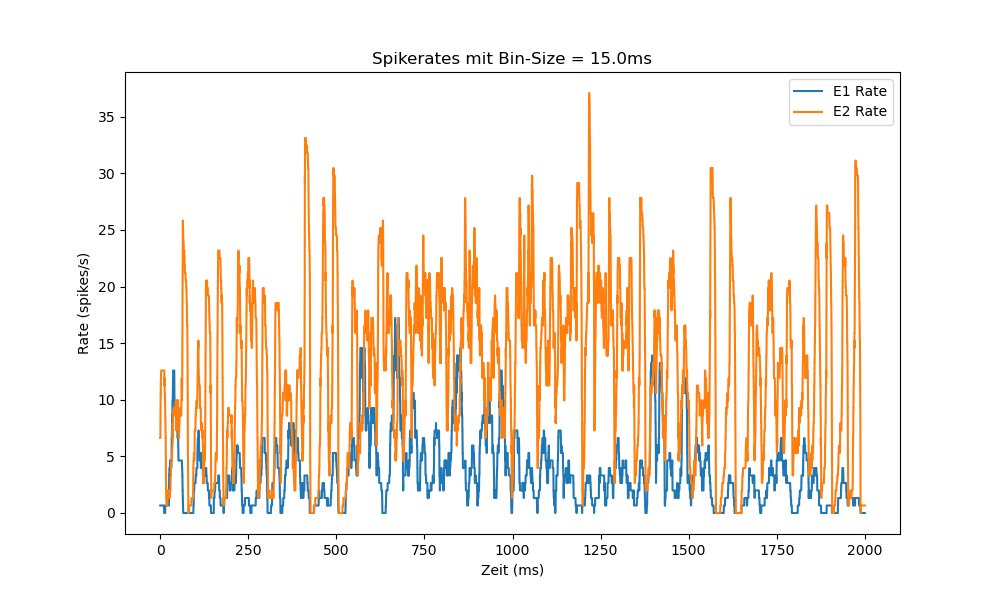 Spikerates mit Bin-Size = 15.0ms
E1 Rate
E2 Rate
Rate (spikes/s)
35
30
25
20
15
10
5
0
0 250 500 750 1000 1250 1500 1750 2000
Zeit (ms)